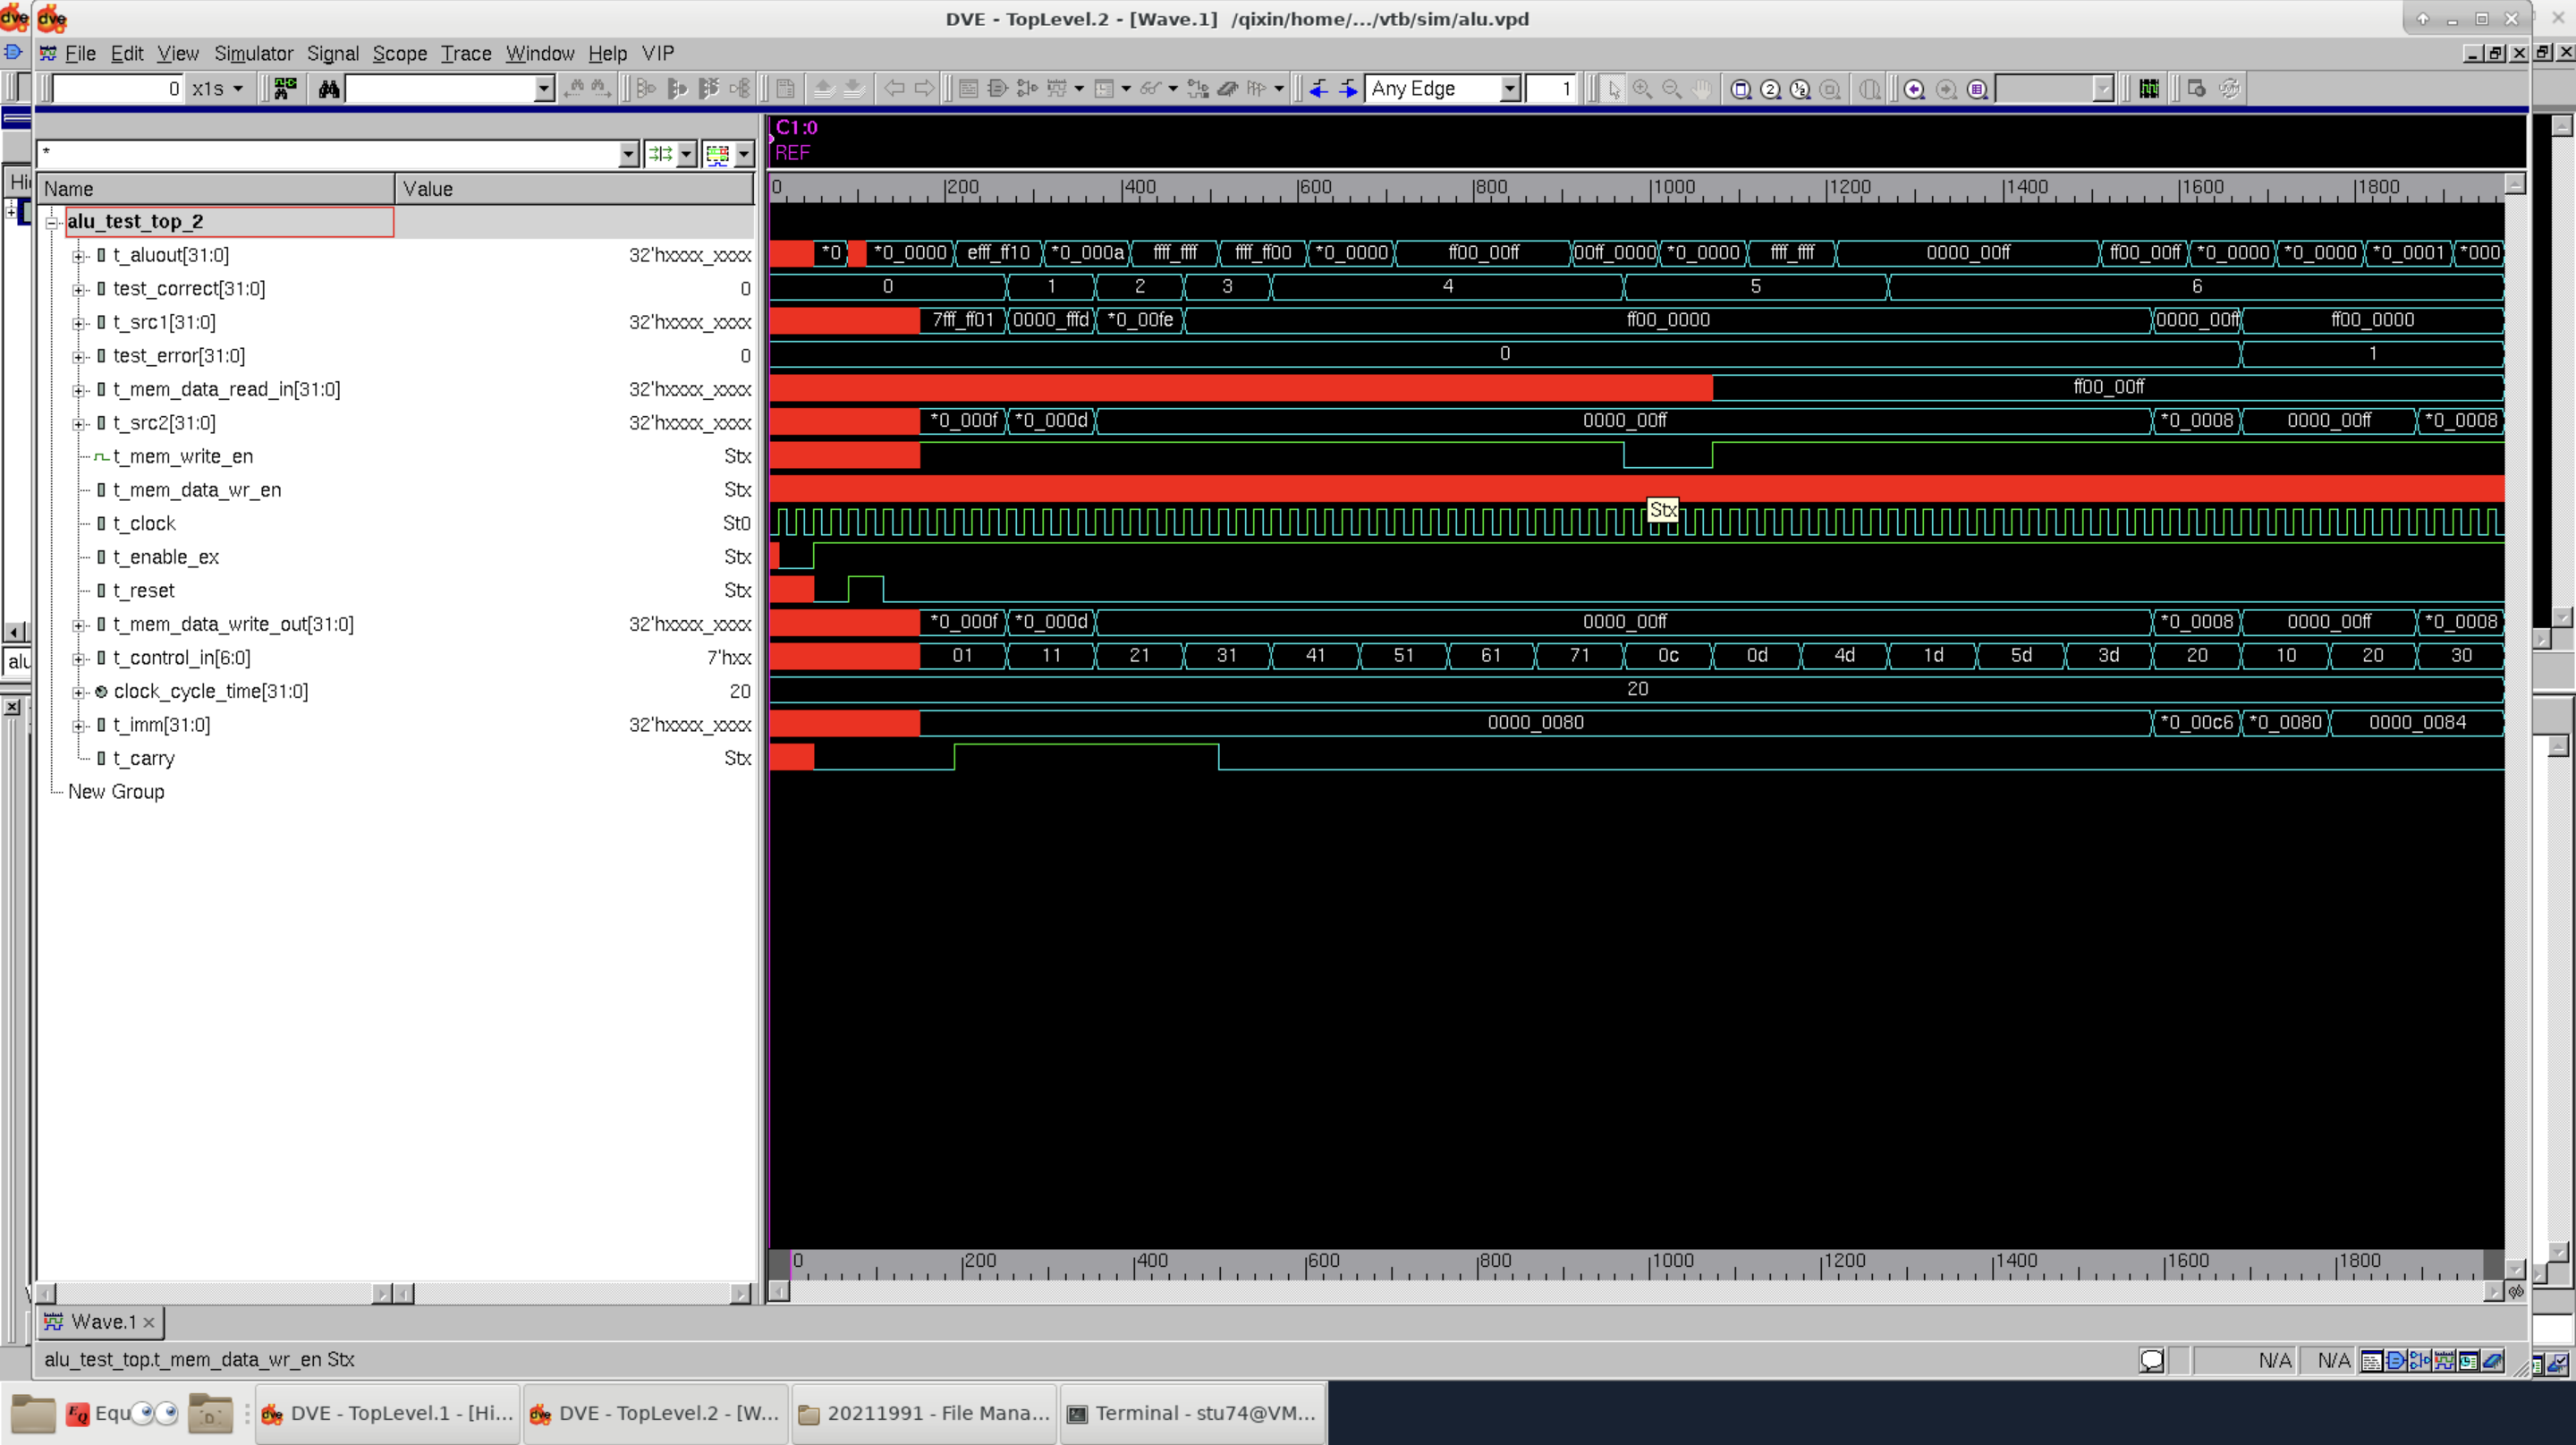 DVE - TopLevel.2 - [Wave.1] /qixin/home/.../vtb/sim/alu.vpd
File Edit View Simulator Signal Scope Trace Window Help VIP
0 x1s Any Edge 1
C1:0
REF
*
Name Value
0 200 400 600 800 1000 1200 1400 1600 1800
alu_test_top_2
t_aluout[31:0] 32'hxxxx_xxxx *0 *0_0000 efff_ff10 *0_000a ffff_ffff ffff_ff00 *0_0000 ff00_00ff 00ff_0000 *0_0000 ffff_ffff 0000_00ff ff00_00ff *0_0000 *0_0000 *0_0001 *000
test_correct[31:0] 0 0 1 2 3 4 5 6
t_src1[31:0] 32'hxxxx_xxxx 7fff_ff01 0000_fffd *0_00fe ff00_0000 0000_00ff ff00_0000
test_error[31:0] 0 0 1
t_mem_data_read_in[31:0] 32'hxxxx_xxxx ff00_00ff
t_src2[31:0] 32'hxxxx_xxxx *0_000f *0_000d 0000_00ff *0_0008 0000_00ff *0_0008
t_mem_write_en Stx
t_mem_data_wr_en Stx
Stx
t_clock St0
t_enable_ex Stx
t_reset Stx
t_mem_data_write_out[31:0] 32'hxxxx_xxxx *0_000f *0_000d 0000_00ff *0_0008 0000_00ff *0_0008
t_control_in[6:0] 7'hxx 01 11 21 31 41 51 61 71 0c 0d 4d 1d 5d 3d 20 10 20 30
clock_cycle_time[31:0] 20 20
t_imm[31:0] 32'hxxxx_xxxx 0000_0080 *0_00c6 *0_0080 0000_0084
t_carry Stx
New Group
0 200 400 600 800 1000 1200 1400 1600 1800
Wave.1
alu_test_top.t_mem_data_wr_en Stx N/A N/A
Equ DVE - TopLevel.1 - [Hi... DVE - TopLevel.2 - [W... 20211991 - File Mana... Terminal - stu74@VM...